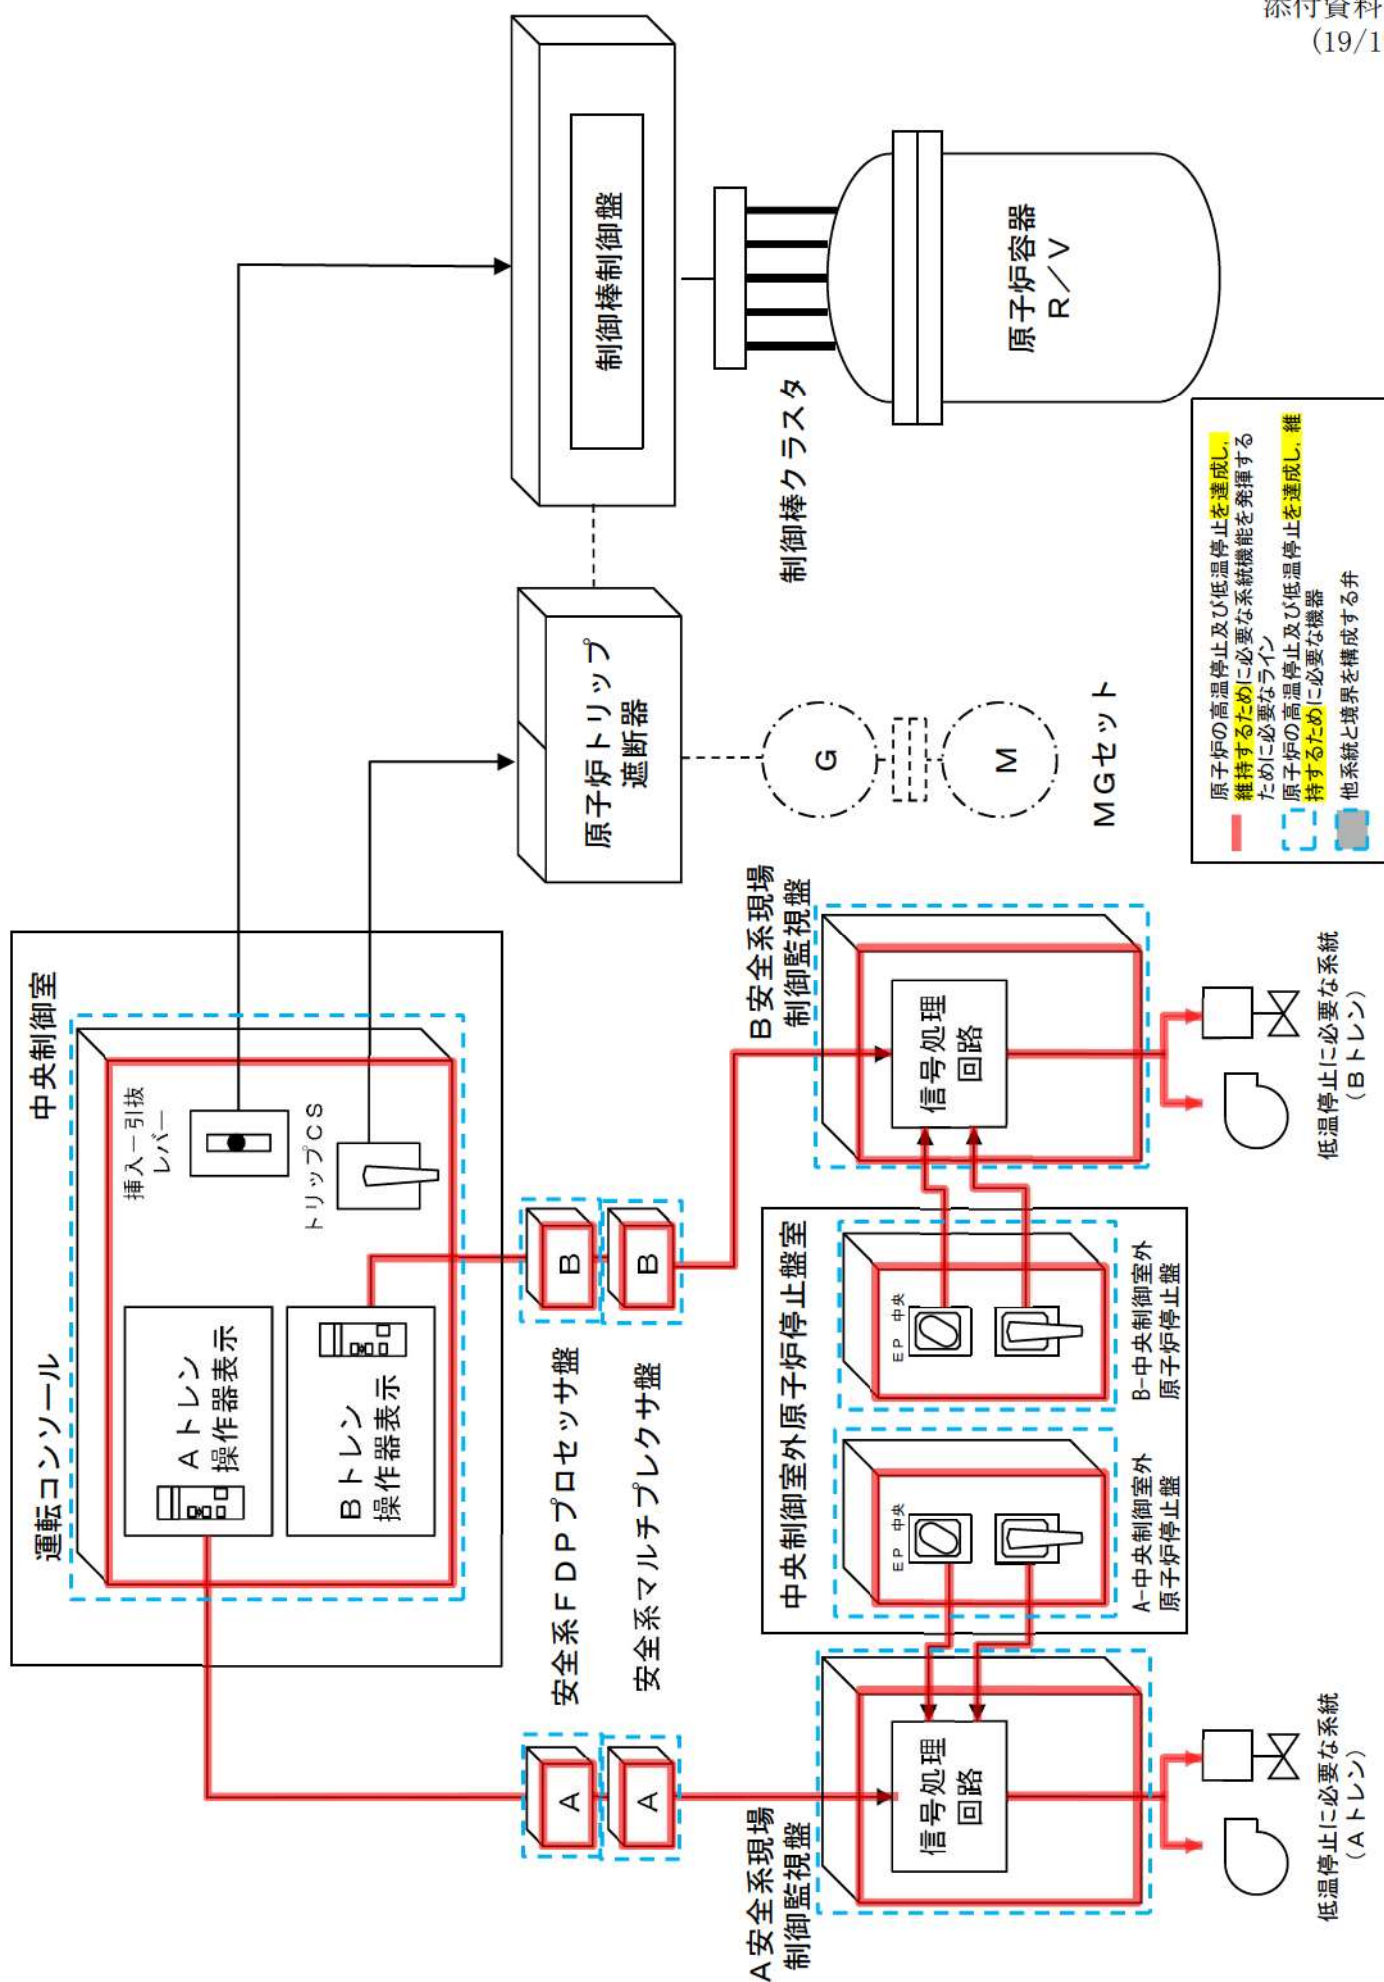 添付資料
(19/1
中央制御室
運転コンソール
挿入－引抜
レバー
トリップCS
Aトレン
操作器表示
Bトレン
操作器表示
制御棒制御盤
原子炉トリップ
遮断器
制御棒クラスタ
原子炉容器
R／V
G
M
MGセット
安全系FDPプロセッサ盤
A
B
安全系マルチプレクサ盤
A
B
A安全系現場
制御監視盤
信号処理
回路
中央制御室外原子炉停止盤室
EP 中央
A-中央制御室外
原子炉停止盤
EP 中央
B-中央制御室外
原子炉停止盤
B安全系現場
制御監視盤
信号処理
回路
低温停止に必要な系統
（Aトレン）
低温停止に必要な系統
（Bトレン）
原子炉の高温停止及び低温停止を達成し，
維持するために必要な系統機能を発揮する
ために必要なライン
原子炉の高温停止及び低温停止を達成し，維
持するために必要な機器
他系統と境界を構成する弁